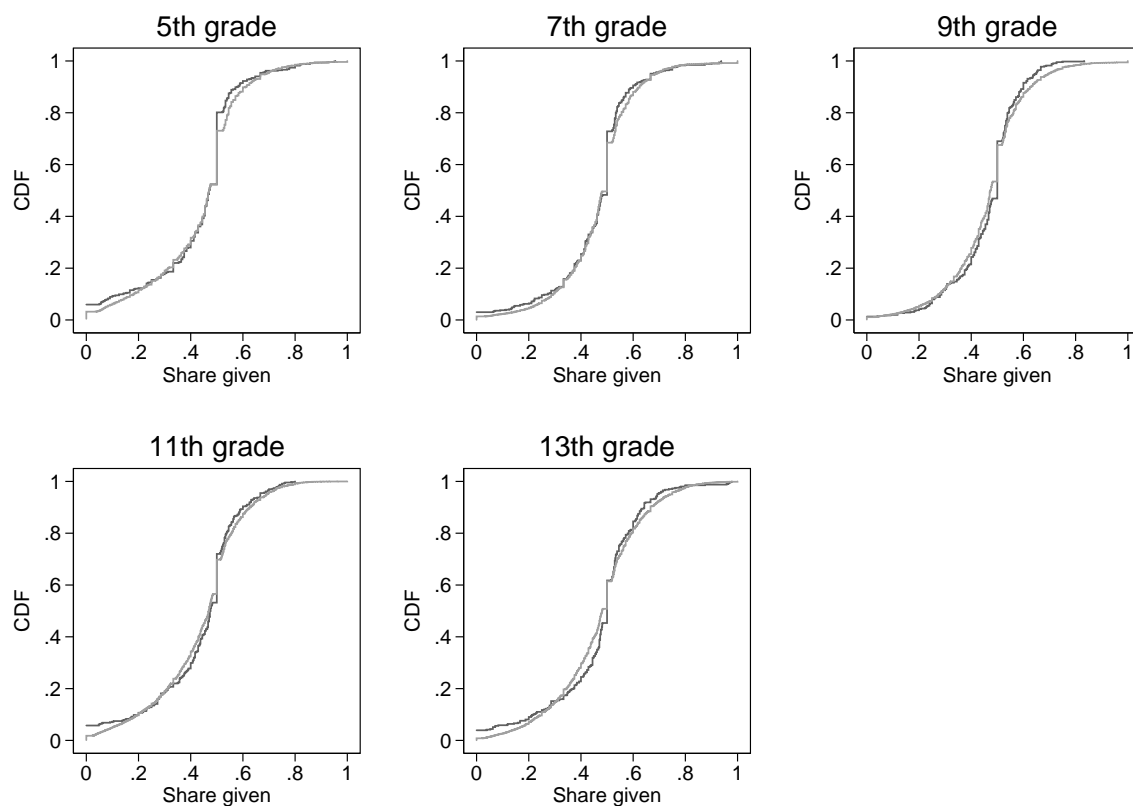 5th grade
7th grade
9th grade
1
.8
.6
.4
.2
0
CDF
0 .2 .4 .6 .8 1
Share given
1
.8
.6
.4
.2
0
CDF
0 .2 .4 .6 .8 1
Share given
1
.8
.6
.4
.2
0
CDF
0 .2 .4 .6 .8 1
Share given
11th grade
13th grade
1
.8
.6
.4
.2
0
CDF
0 .2 .4 .6 .8 1
Share given
1
.8
.6
.4
.2
0
CDF
0 .2 .4 .6 .8 1
Share given